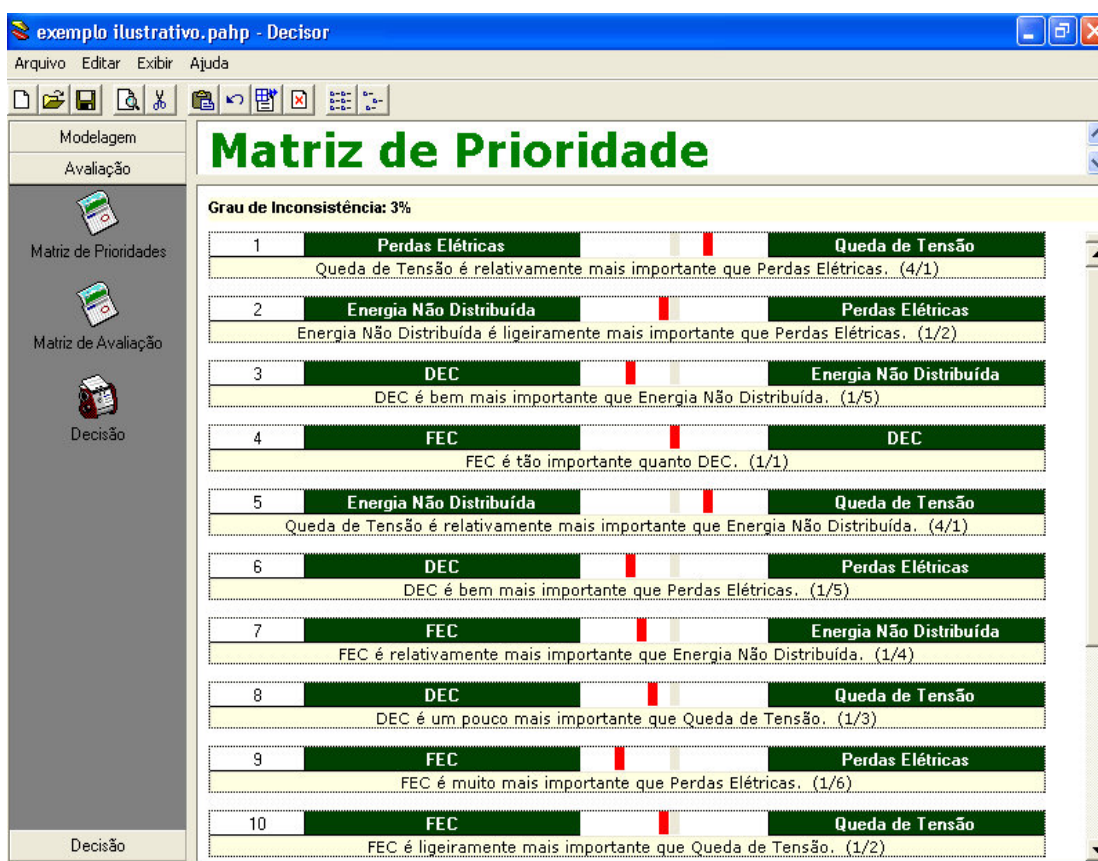 exemplo ilustrativo.pahp - Decisor
Arquivo Editar Exibir Ajuda
Modelagem
Avaliação
Matriz de Prioridades
Matriz de Avaliação
Decisão
Decisão
Matriz de Prioridade
Grau de Inconsistência: 3%
1 Perdas Elétricas Queda de Tensão
Queda de Tensão é relativamente mais importante que Perdas Elétricas. (4/1)
2 Energia Não Distribuída Perdas Elétricas
Energia Não Distribuída é ligeiramente mais importante que Perdas Elétricas. (1/2)
3 DEC Energia Não Distribuída
DEC é bem mais importante que Energia Não Distribuída. (1/5)
4 FEC DEC
FEC é tão importante quanto DEC. (1/1)
5 Energia Não Distribuída Queda de Tensão
Queda de Tensão é relativamente mais importante que Energia Não Distribuída. (4/1)
6 DEC Perdas Elétricas
DEC é bem mais importante que Perdas Elétricas. (1/5)
7 FEC Energia Não Distribuída
FEC é relativamente mais importante que Energia Não Distribuída. (1/4)
8 DEC Queda de Tensão
DEC é um pouco mais importante que Queda de Tensão. (1/3)
9 FEC Perdas Elétricas
FEC é muito mais importante que Perdas Elétricas. (1/6)
10 FEC Queda de Tensão
FEC é ligeiramente mais importante que Queda de Tensão. (1/2)